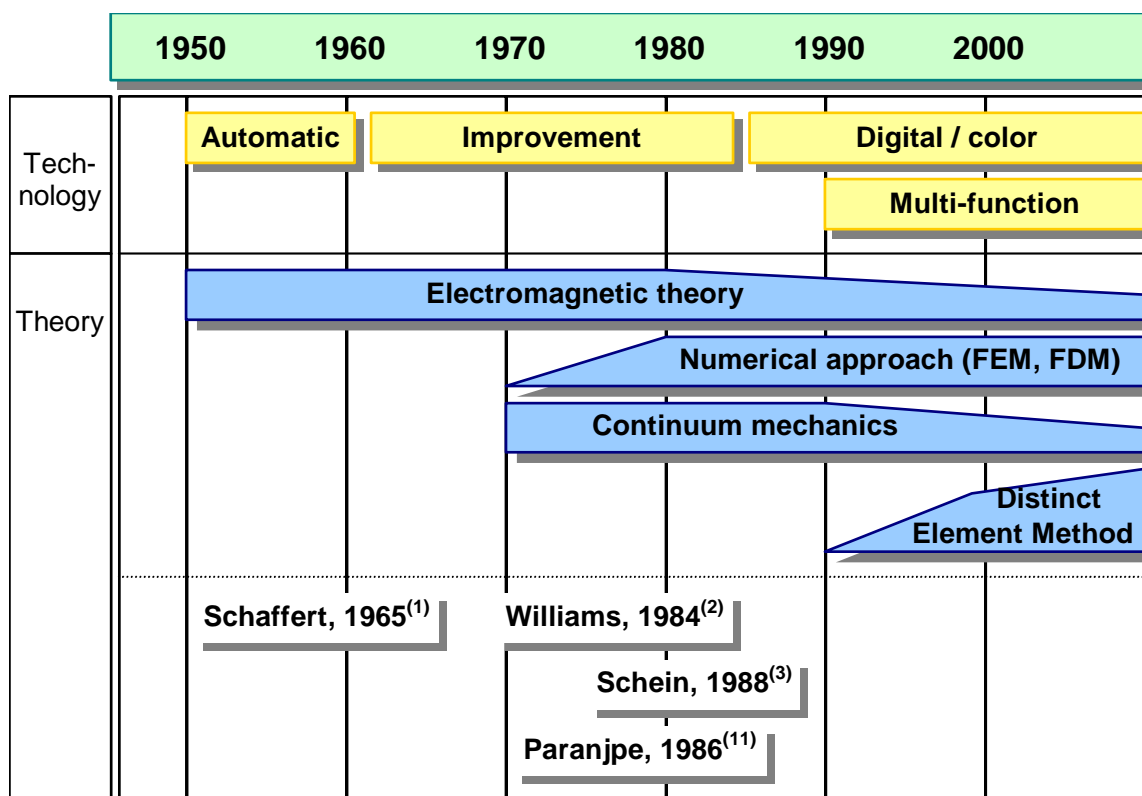 1950 1960 1970 1980 1990 2000
Tech-
nology
Automatic Improvement Digital / color
Multi-function
Theory
Electromagnetic theory
Numerical approach (FEM, FDM)
Continuum mechanics
Distinct
Element Method
Schaffert, 1965(1) Williams, 1984(2)
Schein, 1988(3)
Paranjpe, 1986(11)